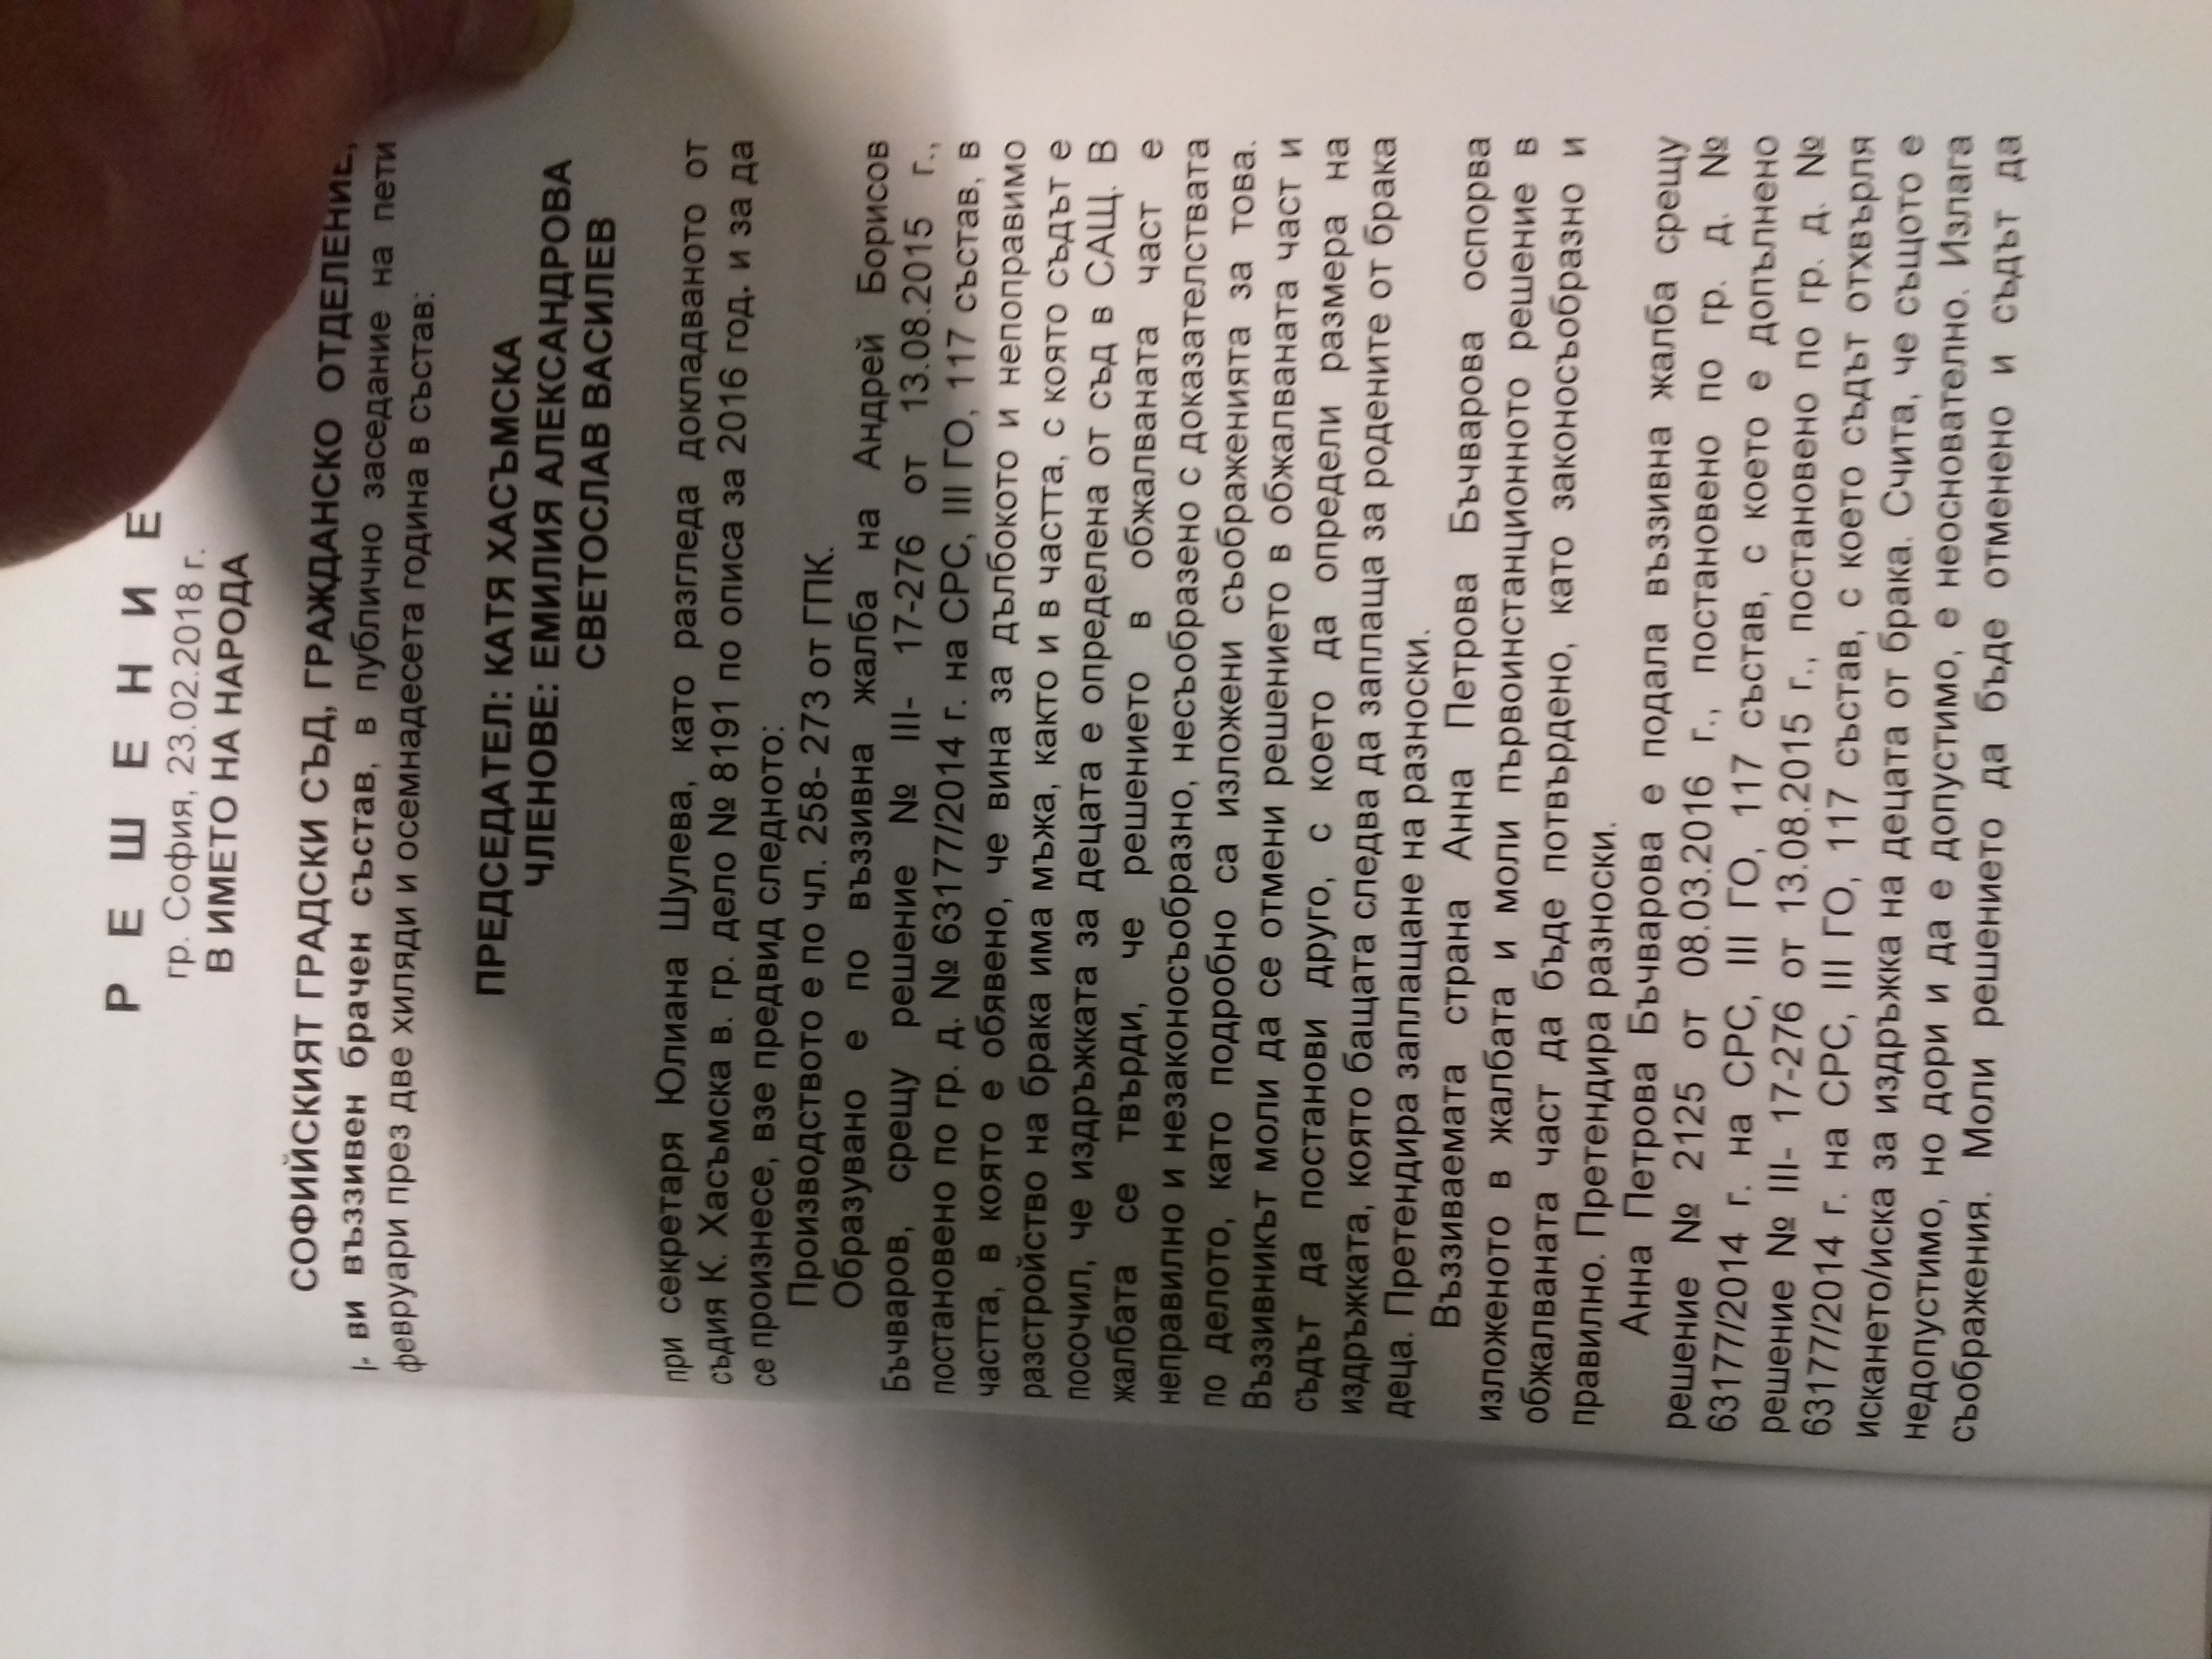 Р Е Ш Е Н И Е
гр. София, 23.02.2018 г.
В ИМЕТО НА НАРОДА
СОФИЙСКИЯТ ГРАДСКИ СЪД, ГРАЖДАНСКО ОТДЕЛЕНИЕ,
ви въззивен брачен състав, в публично заседание на пети
февруари през две хиляди и осемнадесета година в състав:
ПРЕДСЕДАТЕЛ: КАТЯ ХАСЪМСКА
ЧЛЕНОВЕ: ЕМИЛИЯ АЛЕКСАНДРОВА
СВЕТОСЛАВ ВАСИЛЕВ
при секретаря Юлиана Шулева, като разгледа докладваното от
съдия К. Хасъмска в. гр. дело № 8191 по описа за 2016 год. и за да
се произнесе, взе предвид следното:
Производството е по чл. 258- 273 от ГПК.
Образувано е по въззивна жалба на Андрей Борисов
Бъчваров, срещу решение № III- 17-276 от 13.08.2015 г.,
постановено по гр. д. № 63177/2014 г. на СРС, III ГО, 117 състав, в
частта, в която е обявено, че вина за дълбокото и непоправимо
разстройство на брака има мъжа, както и в частта, с която съдът е
посочил, че издръжката за децата е определена от съд в САЩ. В
жалбата се твърди, че решението в обжалваната част е
неправилно и незаконосъобразно, несъобразено с доказателствата
по делото, като подробно са изложени съображенията за това.
Въззивникът моли да се отмени решението в обжалваната част и
съдът да постанови друго, с което да определи размера на
издръжката, която бащата следва да заплаща за родените от брака
деца. Претендира заплащане на разноски.
Въззиваемата страна Анна Петрова Бъчварова оспорва
изложеното в жалбата и моли първоинстанционното решение в
обжалваната част да бъде потвърдено, като законосъобразно и
правилно. Претендира разноски.
Анна Петрова Бъчварова е подала въззивна жалба срещу
решение № 2125 от 08.03.2016 г., постановено по гр. д. №
63177/2014 г. на СРС, III ГО, 117 състав, с което е допълнено
решение № III- 17-276 от 13.08.2015 г., постановено по гр. д. №
63177/2014 г. на СРС, III ГО, 117 състав, с което съдът отхвърля
искането/иска за издръжка на децата от брака. Счита, че същото е
недопустимо, но дори и да е допустимо, е неоснователно. Излага
съображения. Моли решението да бъде отменено и съдът да